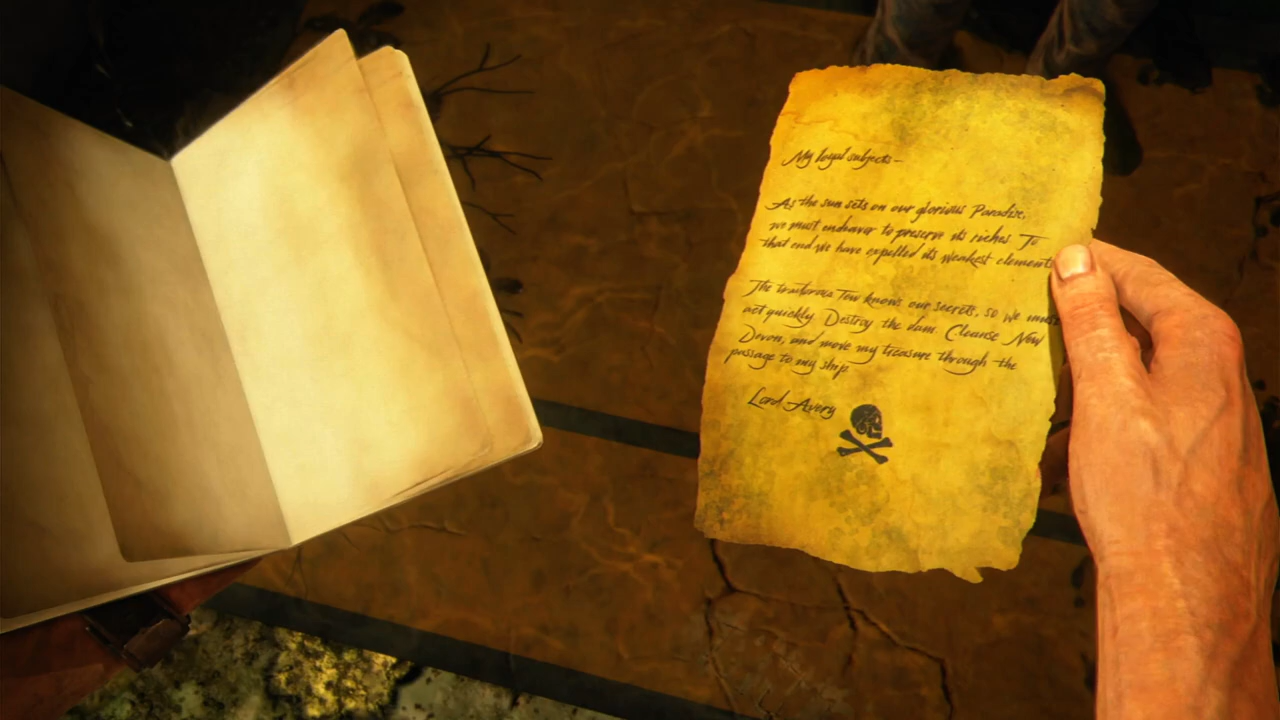 My loyal subjects-
As the sun sets on our glorious Paradise,
we must endeavor to preserve its riches To
that end we have expelled its weakest elements
The traitorous Tew knows our secrets, so we must
act quickly. Destroy the dam. Cleanse New
Devon, and move my treasure through the
passage to my ship.
Lord Avery